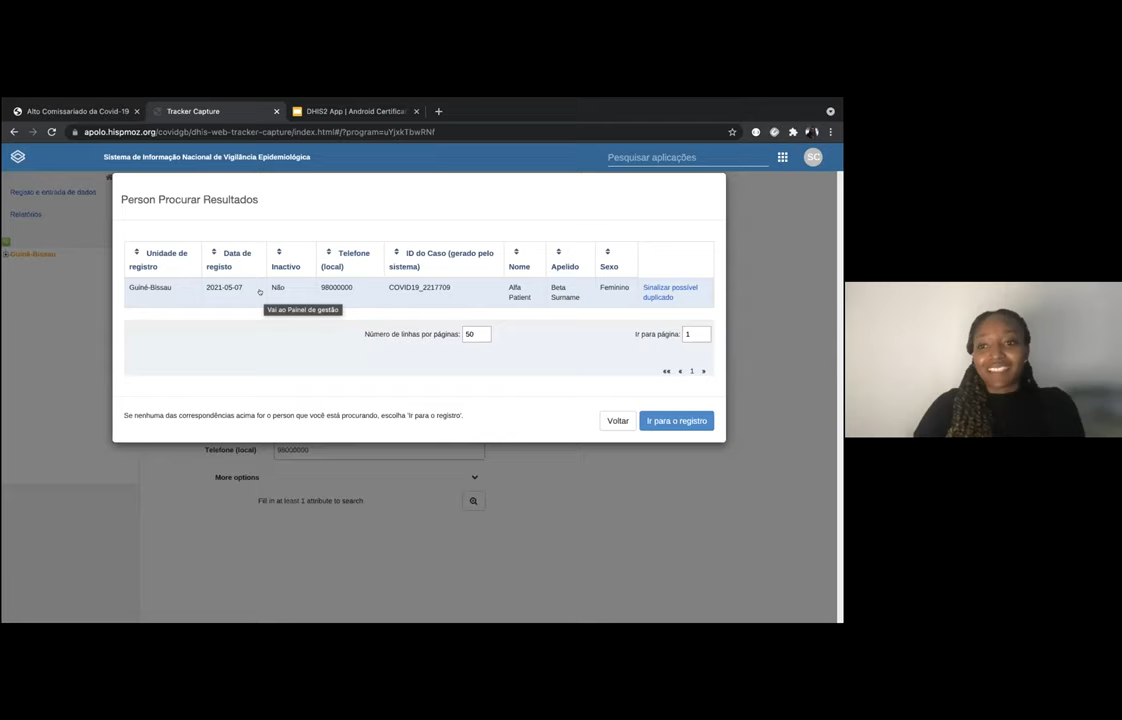 Alto Comissariado da Covid-19
Tracker Capture
DHIS2 App | Android Certifica
apolo.hispmoz.org/covidgb/dhis-web-tracker-capture/index.html#/?program=uYjxkTbwRNf
Sistema de Informação Nacional de Vigilância Epidemiológica
Pesquisar aplicações
SC
Registo e entrada de dados
Relatórios
Guiné-Bissau
Person Procurar Resultados
Unidade de registro
Data de registo
Inactivo
Telefone (local)
ID do Caso (gerado pelo sistema)
Nome
Apelido
Sexo
Guiné-Bissau
2021-05-07
Não
98000000
COVID19_2217709
Alfa Patient
Beta Surname
Feminino
Sinalizar possível duplicado
Vai ao Painel de gestão
Número de linhas por páginas: 50
Ir para página: 1
«« « 1 »
Se nenhuma das correspondências acima for o person que você está procurando, escolha 'Ir para o registro'.
Voltar
Ir para o registro
Telefone (local)
98000000
More options
Fill in at least 1 attribute to search